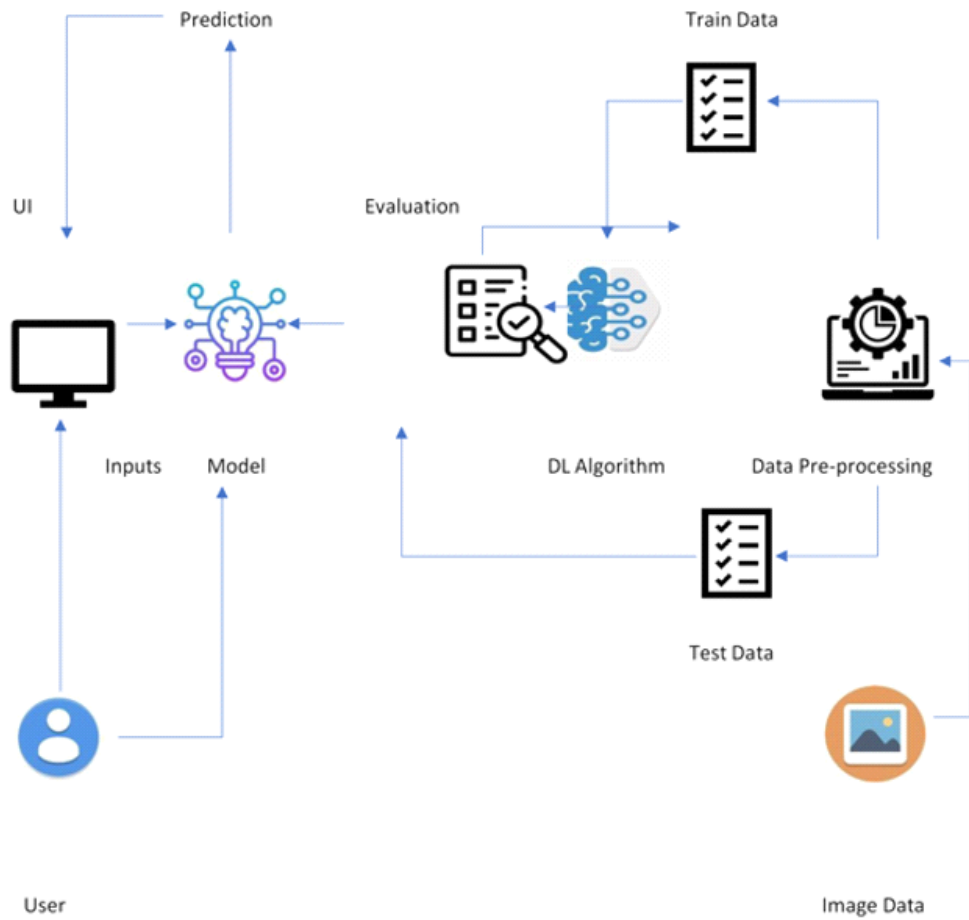 Prediction
Train Data
UI
Evaluation
Inputs
Model
DL Algorithm
Data Pre-processing
Test Data
User
Image Data